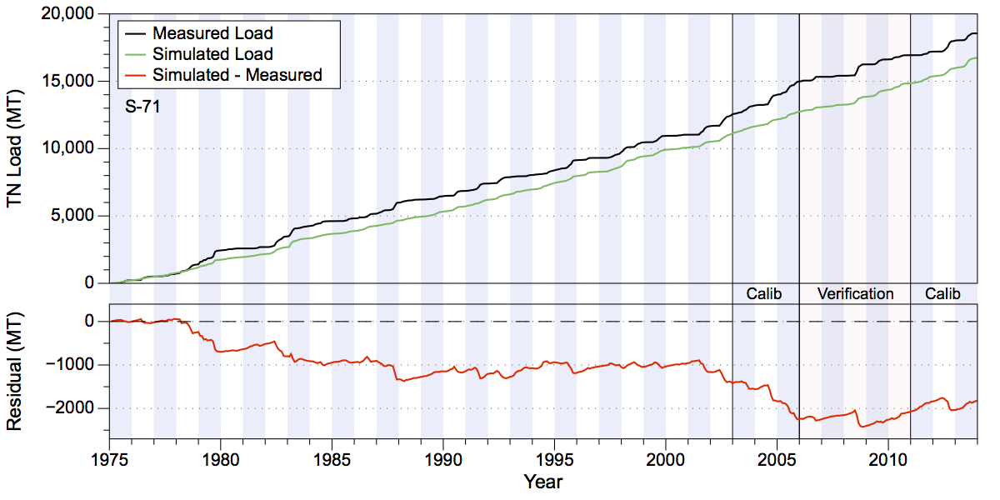 20,000
15,000
10,000
5,000
0
TN Load (MT)
Measured Load
Simulated Load
Simulated - Measured
S-71
Calib
Verification
Calib
0
−1000
−2000
Residual (MT)
1975
1980
1985
1990
1995
2000
2005
2010
Year